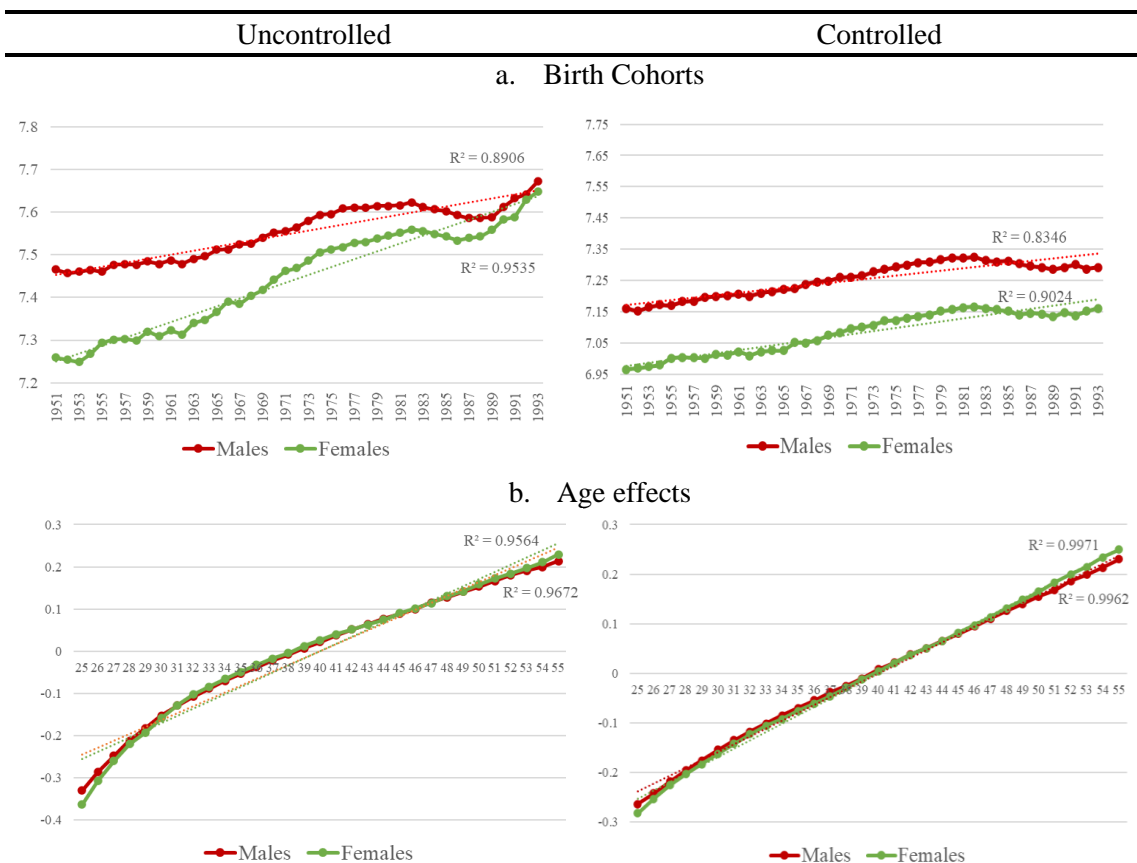 Uncontrolled Controlled
a. Birth Cohorts
7.8
7.7
7.6
7.5
7.4
7.3
7.2
R² = 0.8906
R² = 0.9535
1951 1953 1955 1957 1959 1961 1963 1965 1967 1969 1971 1973 1975 1977 1979 1981 1983 1985 1987 1989 1991 1993
Males Females
7.75
7.65
7.55
7.45
7.35
7.25
7.15
7.05
6.95
R² = 0.8346
R² = 0.9024
1951 1953 1955 1957 1959 1961 1963 1965 1967 1969 1971 1973 1975 1977 1979 1981 1983 1985 1987 1989 1991 1993
Males Females
b. Age effects
0.3
0.2
0.1
0
-0.1
-0.2
-0.3
-0.4
R² = 0.9564
R² = 0.9672
25 26 27 28 29 30 31 32 33 34 35 36 37 38 39 40 41 42 43 44 45 46 47 48 49 50 51 52 53 54 55
Males Females
0.3
0.2
0.1
0
-0.1
-0.2
-0.3
R² = 0.9971
R² = 0.9962
25 26 27 28 29 30 31 32 33 34 35 36 37 38 39 40 41 42 43 44 45 46 47 48 49 50 51 52 53 54 55
Males Females